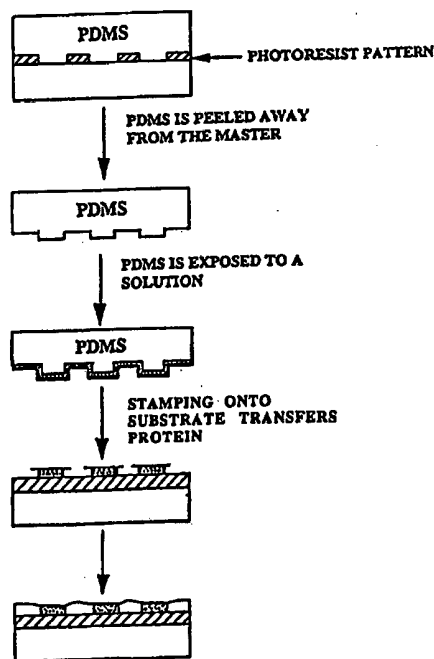 PDMS
PHOTORESIST PATTERN
PDMS IS PEELED AWAY
FROM THE MASTER
PDMS
PDMS IS EXPOSED TO A
SOLUTION
PDMS
STAMPING ONTO
SUBSTRATE TRANSFERS
PROTEIN